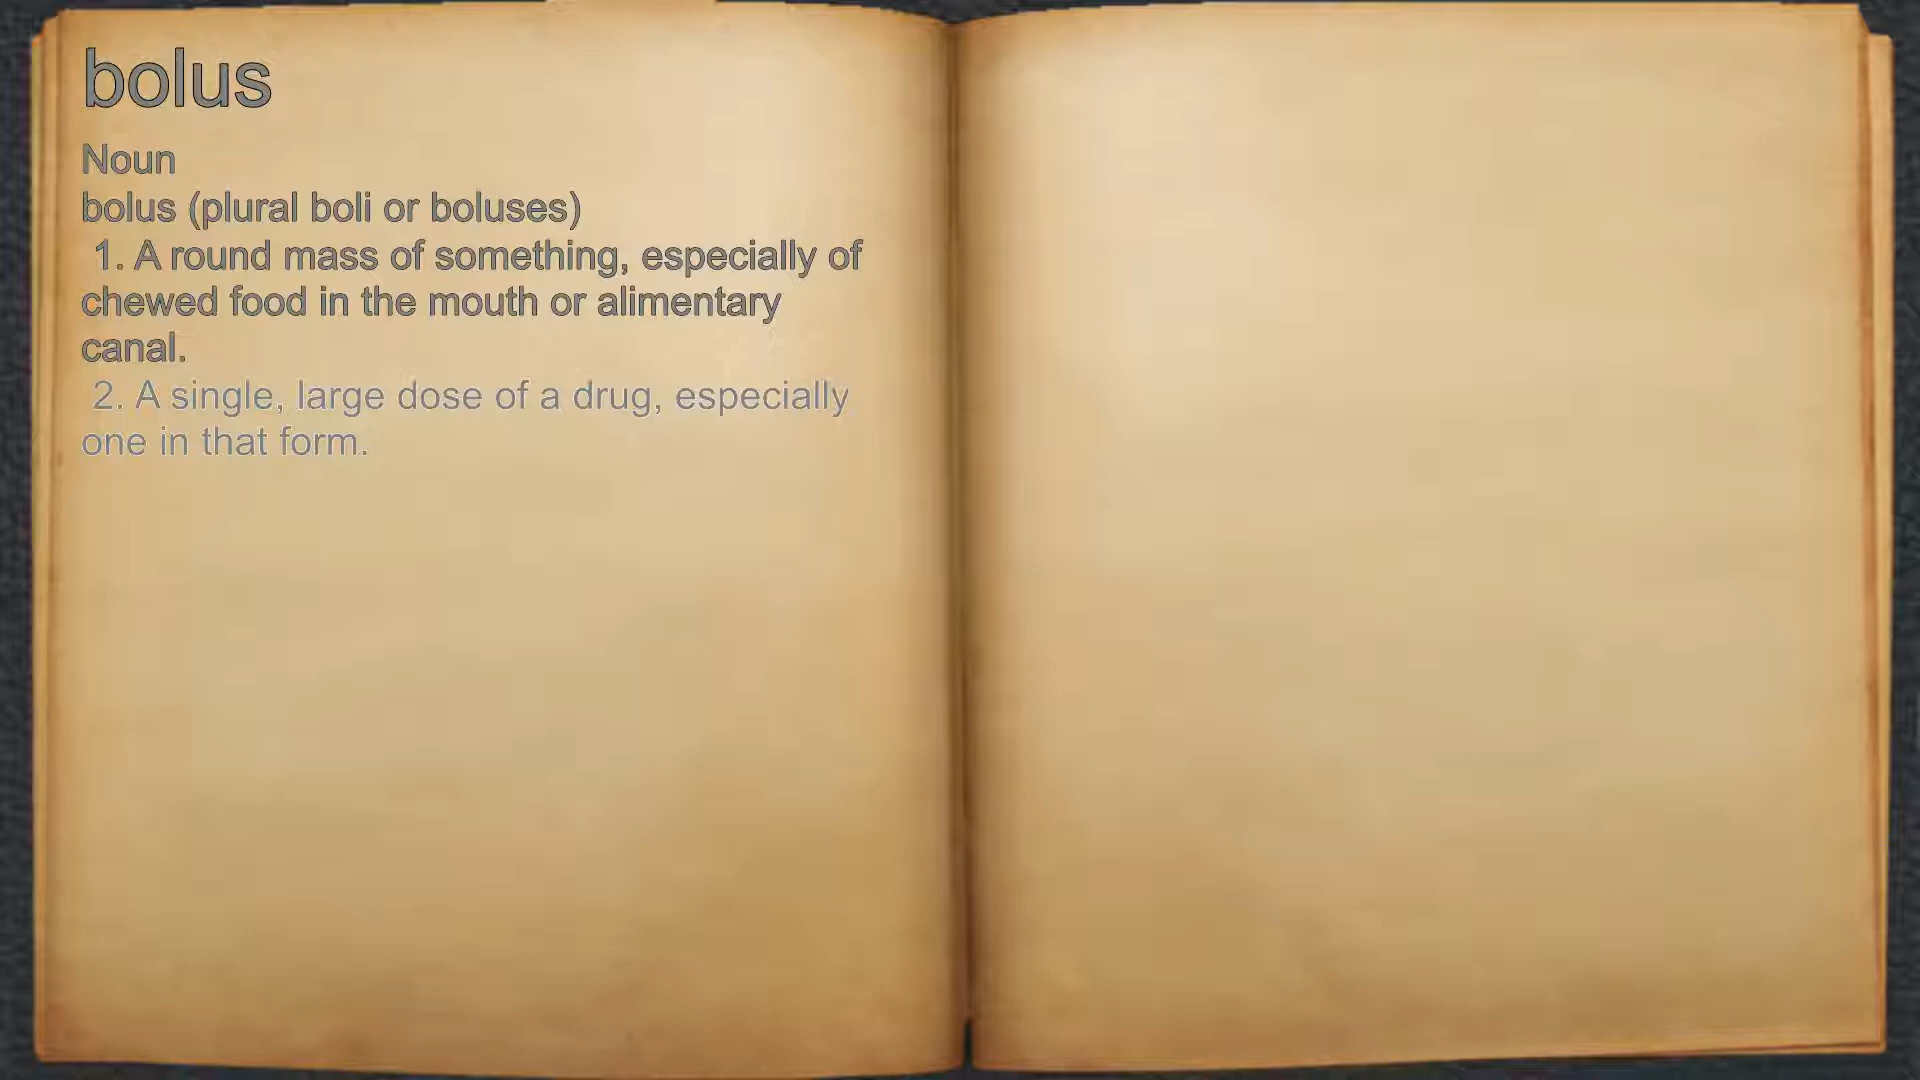 bolus
Noun
bolus (plural boli or boluses)
1. A round mass of something, especially of
chewed food in the mouth or alimentary
canal.
2. A single, large dose of a drug, especially
one in that form.